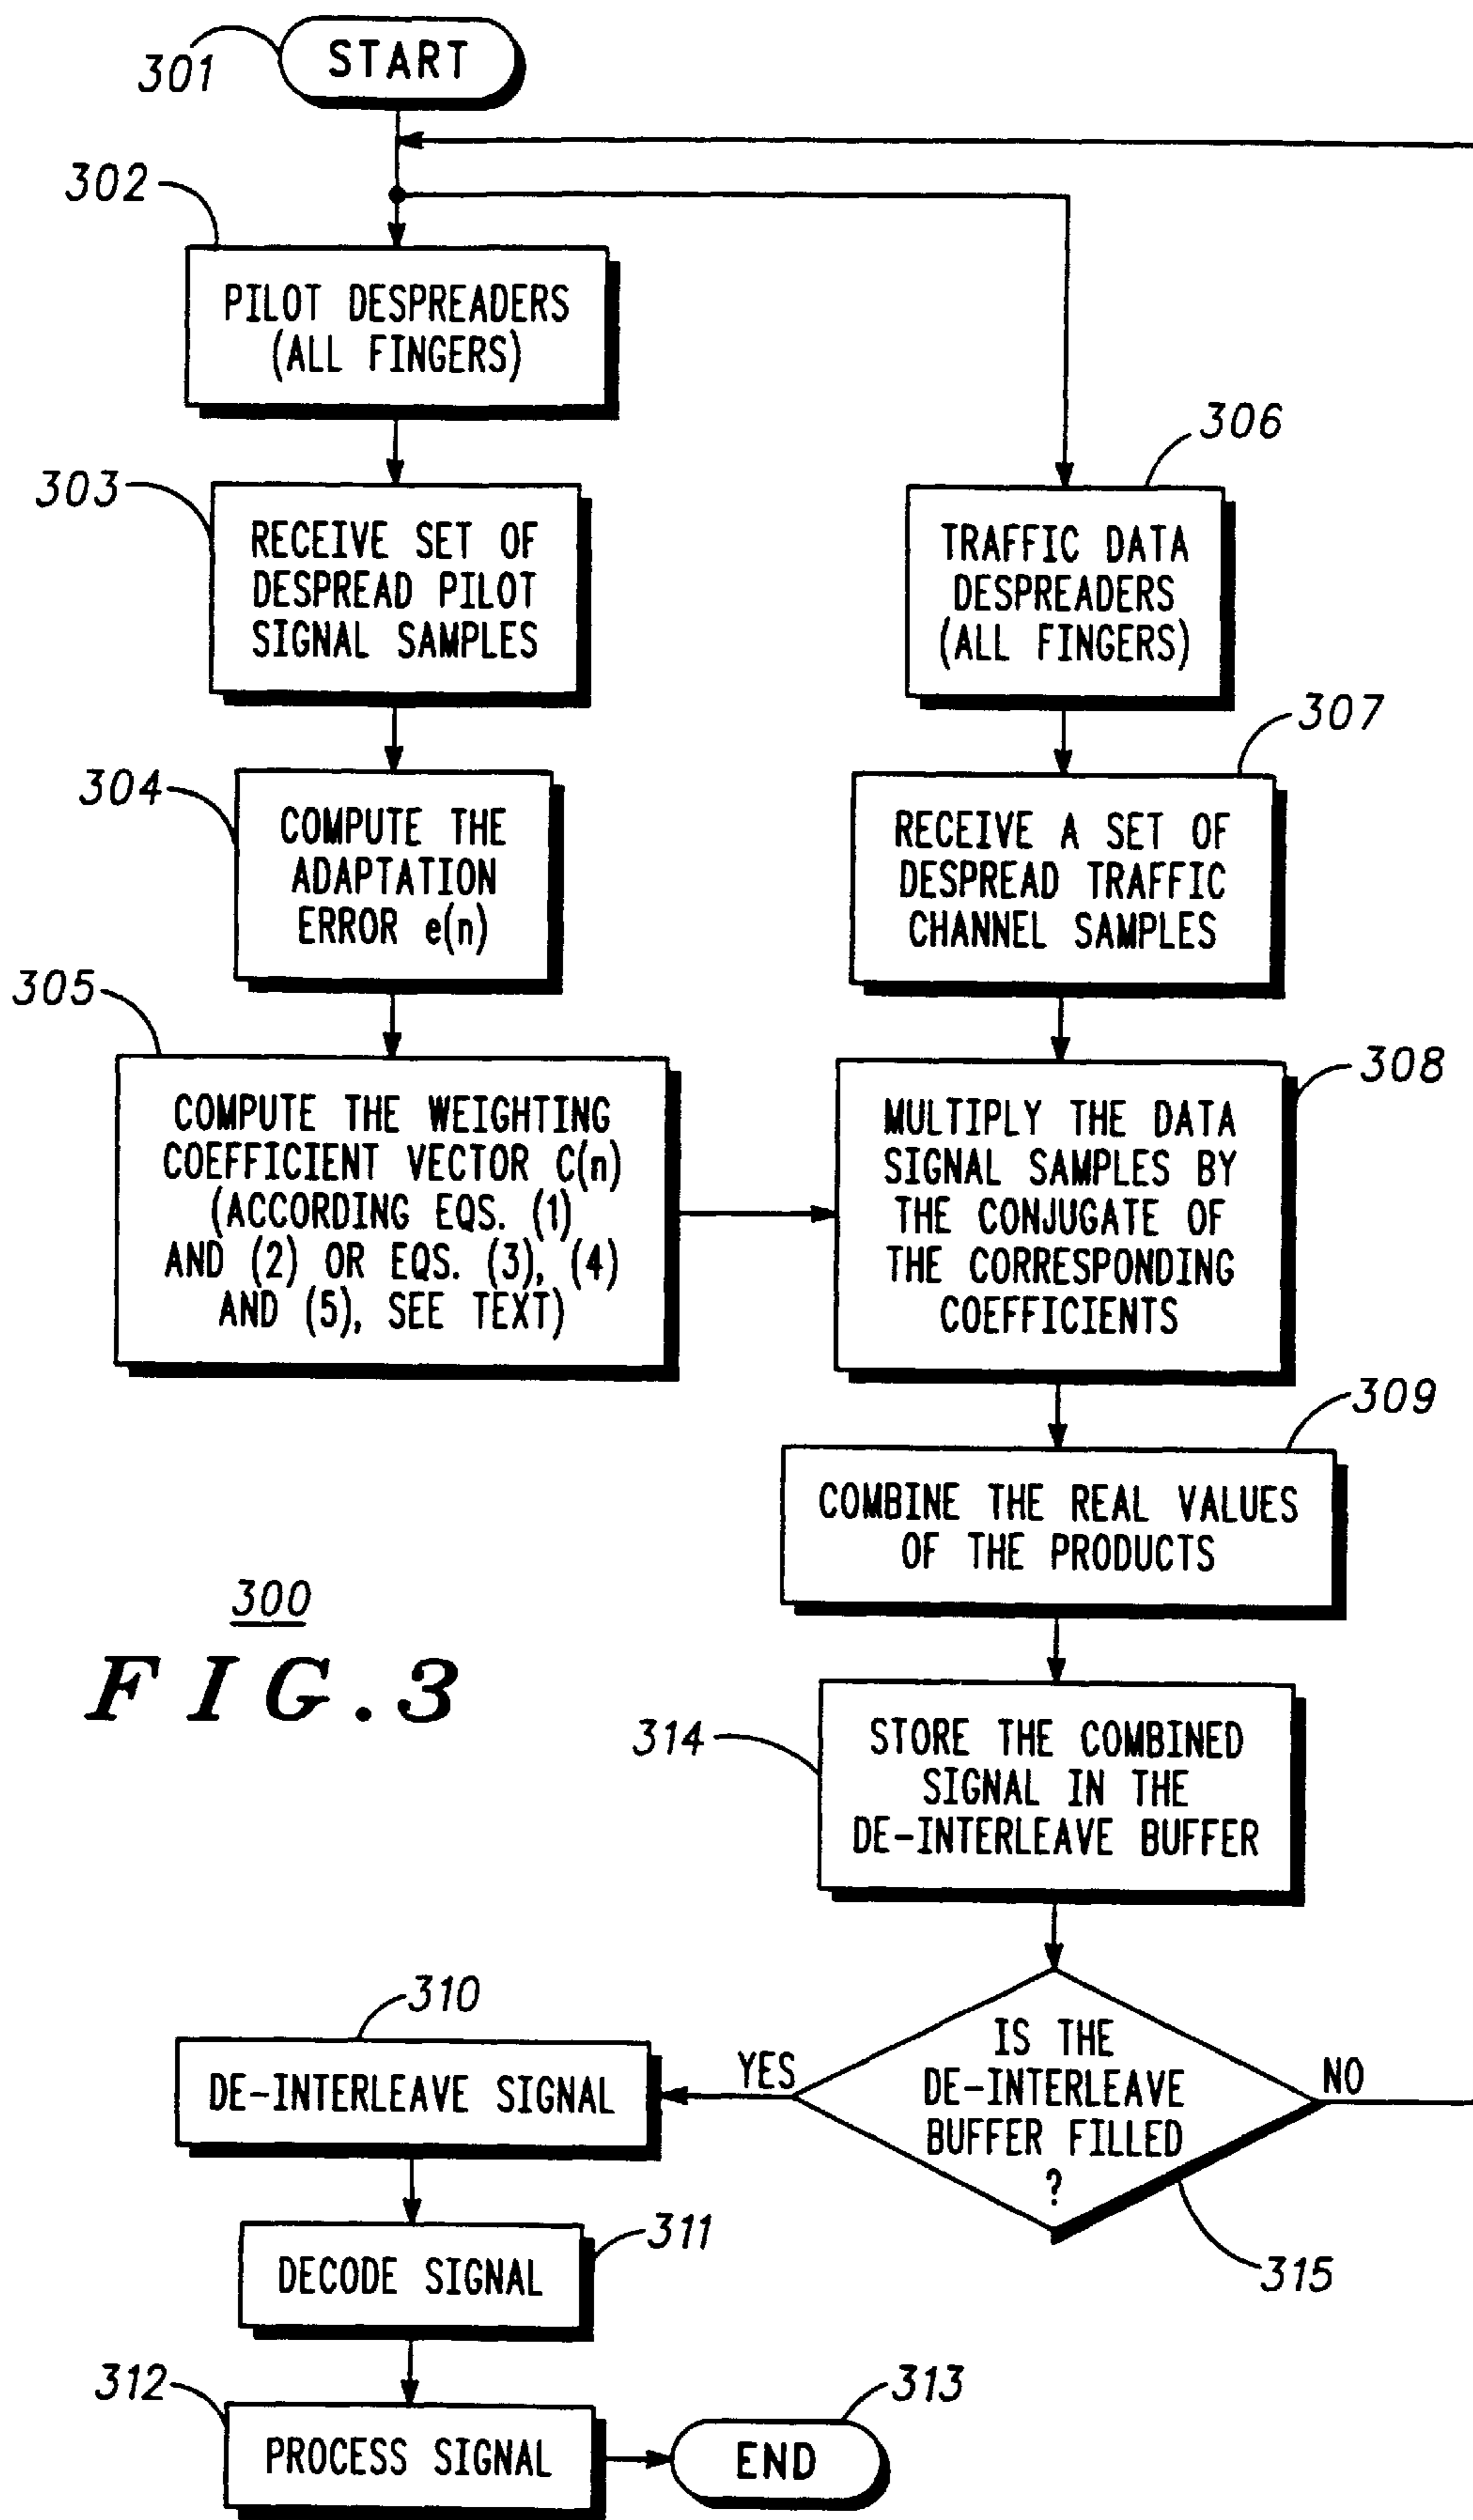 301
START
302
PILOT DESPREADERS
(ALL FINGERS)
303
RECEIVE SET OF
DESPREAD PILOT
SIGNAL SAMPLES
304
COMPUTE THE
ADAPTATION
ERROR e(n)
305
COMPUTE THE WEIGHTING
COEFFICIENT VECTOR C(n)
(ACCORDING EQS. (1)
AND (2) OR EQS. (3), (4)
AND (5), SEE TEXT)
306
TRAFFIC DATA
DESPREADERS
(ALL FINGERS)
307
RECEIVE A SET OF
DESPREAD TRAFFIC
CHANNEL SAMPLES
308
MULTIPLY THE DATA
SIGNAL SAMPLES BY
THE CONJUGATE OF
THE CORRESPONDING
COEFFICIENTS
309
COMBINE THE REAL VALUES
OF THE PRODUCTS
300
FIG.3
314
STORE THE COMBINED
SIGNAL IN THE
DE-INTERLEAVE BUFFER
IS THE
DE-INTERLEAVE
BUFFER FILLED
?
315
YES
NO
310
DE-INTERLEAVE SIGNAL
311
DECODE SIGNAL
312
PROCESS SIGNAL
313
END